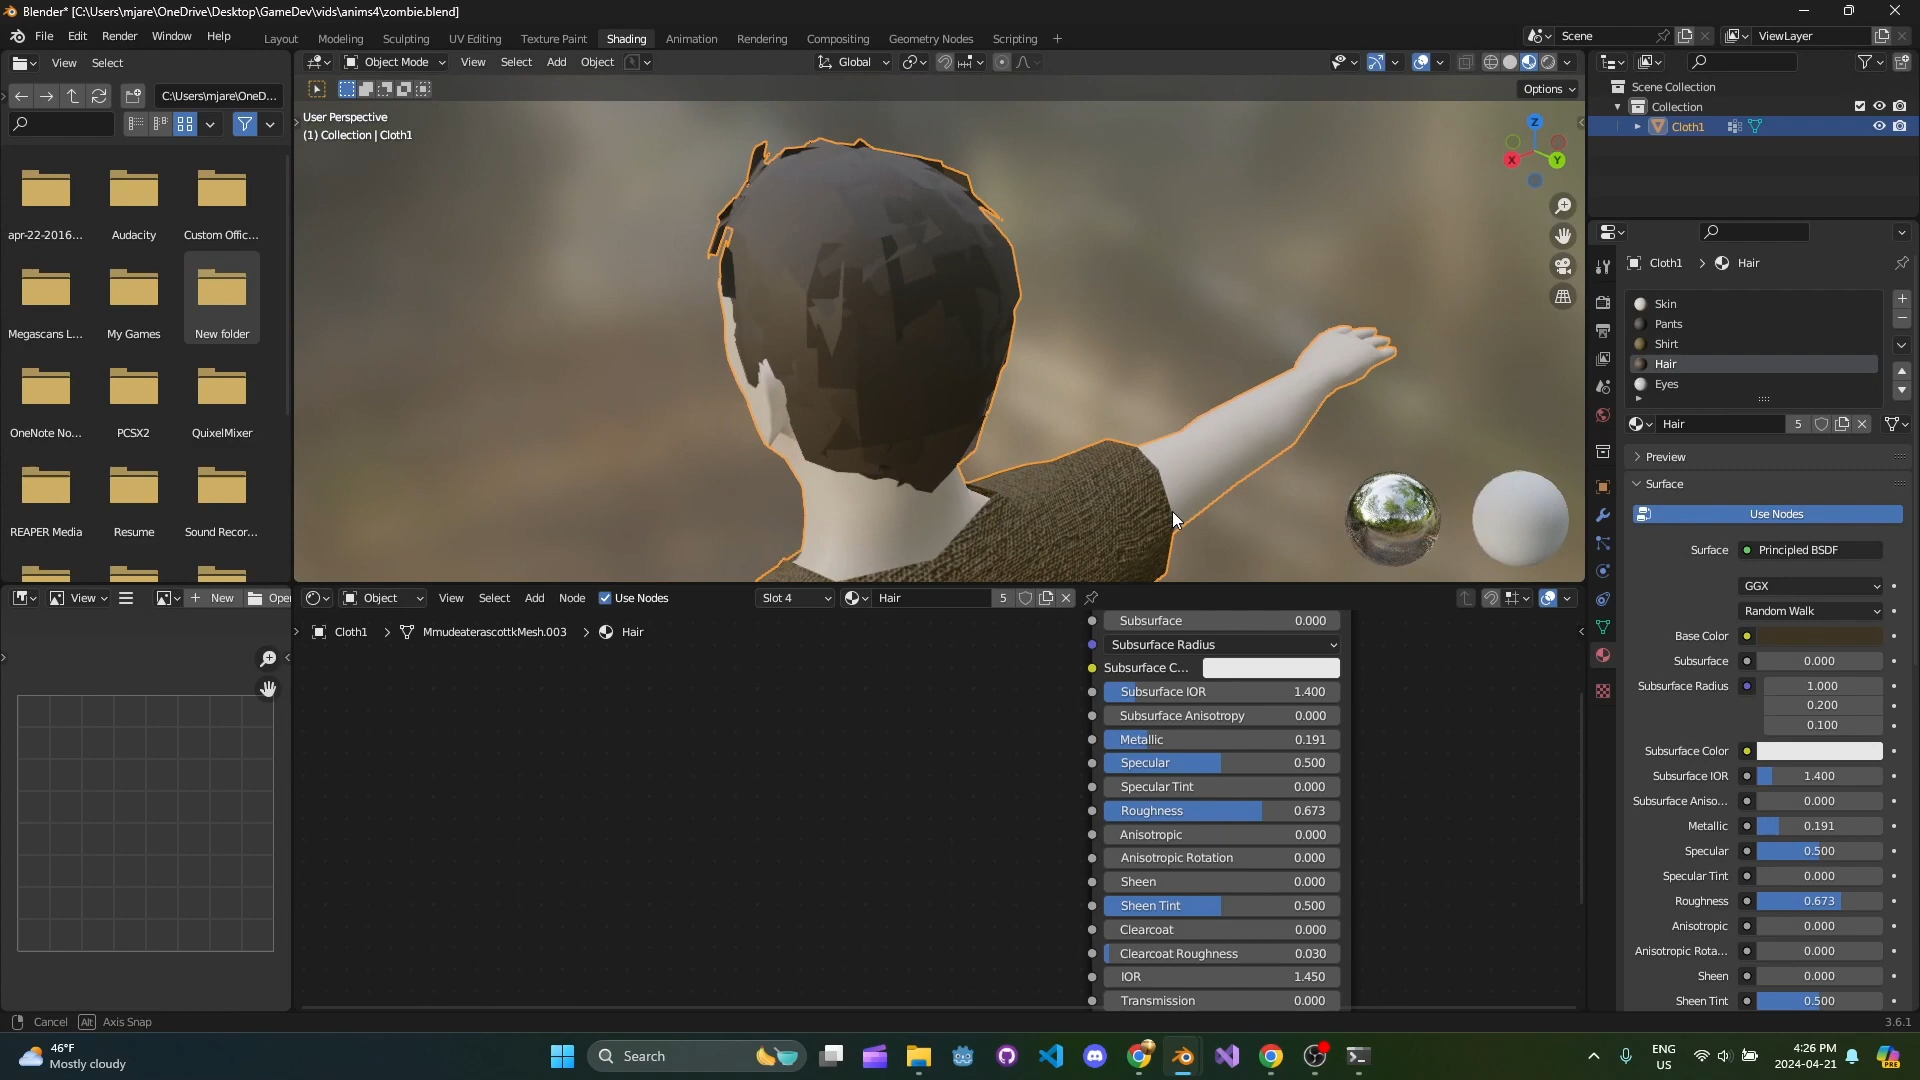 Blender* [C:\Users\mjare\OneDrive\Desktop\GameDev\vids\anims4\zombie.blend]
File Edit Render Window Help
Layout Modeling Sculpting UV Editing Texture Paint Shading Animation Rendering Compositing Geometry Nodes Scripting +
Scene
ViewLayer
View Select
Object Mode View Select Add Object
Global
C:\Users\mjare\OneD...
Options
User Perspective
(1) Collection | Cloth1
Z
X
Y
Scene Collection
Collection
Cloth1
apr-22-2016... Audacity Custom Offic...
Megascans L... My Games New folder
OneNote No... PCSX2 QuixelMixer
REAPER Media Resume Sound Recor...
Cloth1 > Hair
Skin
Pants
Shirt
Hair
Eyes
Hair 5
Preview
Surface
Use Nodes
Surface Principled BSDF
GGX
Random Walk
Base Color
Subsurface 0.000
Subsurface Radius 1.000
0.200
0.100
Subsurface Color
Subsurface IOR 1.400
Subsurface Aniso... 0.000
Metallic 0.191
Specular 0.500
Specular Tint 0.000
Roughness 0.673
Anisotropic 0.000
Anisotropic Rota... 0.000
Sheen 0.000
Sheen Tint 0.500
View + New Open
Object View Select Add Node Use Nodes Slot 4 Hair 5
Cloth1 > MmudeaterascottkMesh.003 > Hair
Subsurface 0.000
Subsurface Radius
Subsurface C...
Subsurface IOR 1.400
Subsurface Anisotropy 0.000
Metallic 0.191
Specular 0.500
Specular Tint 0.000
Roughness 0.673
Anisotropic 0.000
Anisotropic Rotation 0.000
Sheen 0.000
Sheen Tint 0.500
Clearcoat 0.000
Clearcoat Roughness 0.030
IOR 1.450
Transmission 0.000
Cancel Alt Axis Snap
3.6.1
46°F
Mostly cloudy
Search
ENG
US
4:26 PM
2024-04-21
PRE